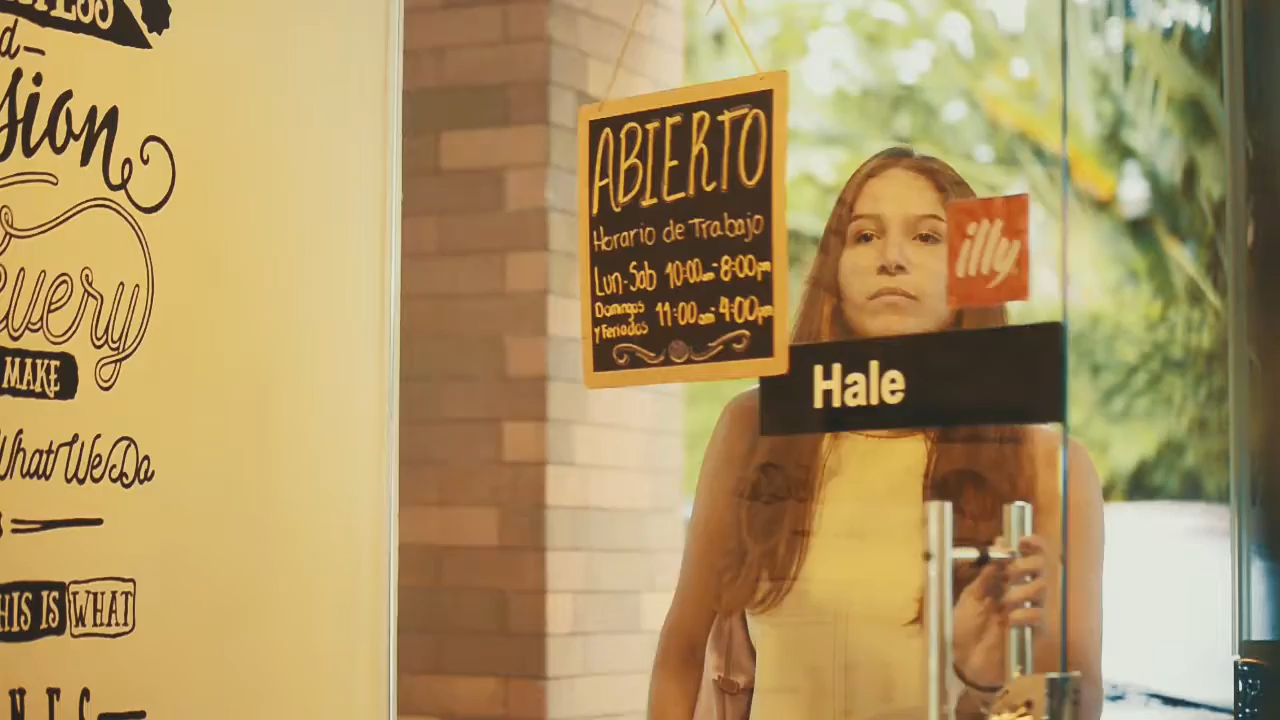 sion
every
MAKE
What We Do
THIS IS WHAT
ABIERTO
Horario de Trabajo
Lun-Sab 10:00am-8:00pm
Domingos
y Feriados 11:00am-4:00pm
illy
Hale